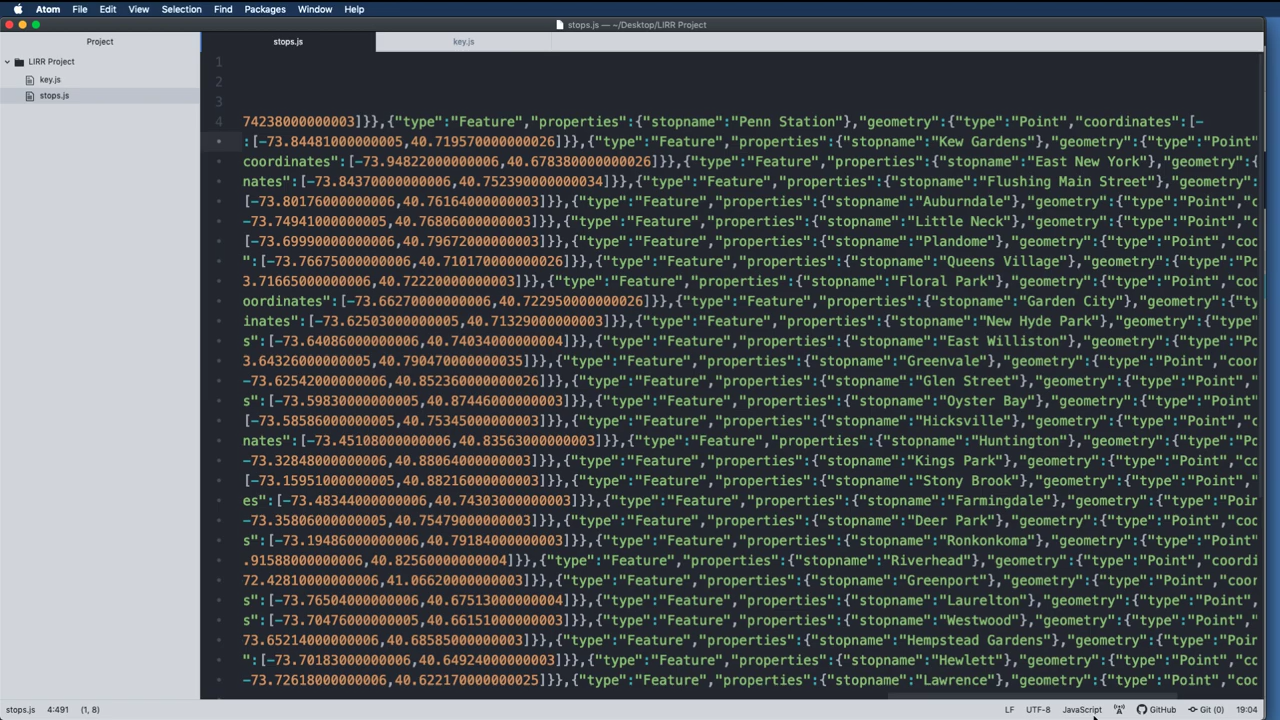 Atom File Edit View Selection Find Packages Window Help
stops.js — ~/Desktop/LIRR Project
Project stops.js key.js
LIRR Project
key.js
stops.js
1
2
3
4 74238000000003]}},{"type":"Feature","properties":{"stopname":"Penn Station"},"geometry":{"type":"Point","coordinates":[-
:[-73.84481000000005,40.719570000000026]}},{"type":"Feature","properties":{"stopname":"Kew Gardens"},"geometry":{"type":"Point"
coordinates":[-73.94822000000006,40.678380000000026]}},{"type":"Feature","properties":{"stopname":"East New York"},"geometry":{
nates":[-73.84370000000006,40.752390000000034]}},{"type":"Feature","properties":{"stopname":"Flushing Main Street"},"geometry":
[-73.80176000000006,40.76164000000003]}},{"type":"Feature","properties":{"stopname":"Auburndale"},"geometry":{"type":"Point","c
-73.74941000000005,40.76806000000003]}},{"type":"Feature","properties":{"stopname":"Little Neck"},"geometry":{"type":"Point","c
-73.69990000000006,40.79672000000003]}},{"type":"Feature","properties":{"stopname":"Plandome"},"geometry":{"type":"Point","coo
":[-73.76675000000006,40.710170000000026]}},{"type":"Feature","properties":{"stopname":"Queens Village"},"geometry":{"type":"Po
3.71665000000006,40.72220000000003]}},{"type":"Feature","properties":{"stopname":"Floral Park"},"geometry":{"type":"Point","coo
oordinates":[-73.66270000000006,40.722950000000026]}},{"type":"Feature","properties":{"stopname":"Garden City"},"geometry":{"ty
inates":[-73.62503000000005,40.71329000000003]}},{"type":"Feature","properties":{"stopname":"New Hyde Park"},"geometry":{"type"
s":[-73.64086000000006,40.74034000000004]}},{"type":"Feature","properties":{"stopname":"East Williston"},"geometry":{"type":"Po
3.64326000000005,40.790470000000035]}},{"type":"Feature","properties":{"stopname":"Greenvale"},"geometry":{"type":"Point","coor
-73.62542000000006,40.852360000000026]}},{"type":"Feature","properties":{"stopname":"Glen Street"},"geometry":{"type":"Point","
s":[-73.59830000000005,40.87446000000003]}},{"type":"Feature","properties":{"stopname":"Oyster Bay"},"geometry":{"type":"Point"
[-73.58586000000006,40.75345000000003]}},{"type":"Feature","properties":{"stopname":"Hicksville"},"geometry":{"type":"Point","c
nates":[-73.45108000000006,40.83563000000003]}},{"type":"Feature","properties":{"stopname":"Huntington"},"geometry":{"type":"Po
-73.32848000000006,40.88064000000003]}},{"type":"Feature","properties":{"stopname":"Kings Park"},"geometry":{"type":"Point","co
[-73.15951000000006,40.88216000000003]}},{"type":"Feature","properties":{"stopname":"Stony Brook"},"geometry":{"type":"Point","
es":[-73.48344000000006,40.74303000000003]}},{"type":"Feature","properties":{"stopname":"Farmingdale"},"geometry":{"type":"Poin
-73.35806000000005,40.75479000000003]}},{"type":"Feature","properties":{"stopname":"Deer Park"},"geometry":{"type":"Point","coo
s":[-73.19486000000006,40.79184000000003]}},{"type":"Feature","properties":{"stopname":"Ronkonkoma"},"geometry":{"type":"Point"
.91588000000006,40.82560000000004]}},{"type":"Feature","properties":{"stopname":"Riverhead"},"geometry":{"type":"Point","coordi
72.42810000000006,41.06620000000003]}},{"type":"Feature","properties":{"stopname":"Greenport"},"geometry":{"type":"Point","coor
s":[-73.76504000000006,40.67513000000004]}},{"type":"Feature","properties":{"stopname":"Laurelton"},"geometry":{"type":"Point",
":[-73.70476000000005,40.66151000000003]}},{"type":"Feature","properties":{"stopname":"Westwood"},"geometry":{"type":"Point","c
73.65214000000006,40.68585000000003]}},{"type":"Feature","properties":{"stopname":"Hempstead Gardens"},"geometry":{"type":"Poin
":[-73.70183000000006,40.64924000000003]}},{"type":"Feature","properties":{"stopname":"Hewlett"},"geometry":{"type":"Point","co
-73.72618000000006,40.622170000000025]}},{"type":"Feature","properties":{"stopname":"Lawrence"},"geometry":{"type":"Point","coo
stops.js 4:491 (1, 8) LF UTF-8 JavaScript GitHub Git (0) 19:04